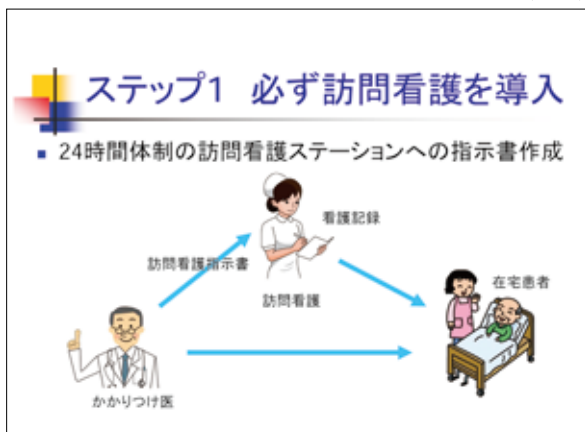 ステップ1　必ず訪問看護を導入
24時間体制の訪問看護ステーションへの指示書作成
看護記録
訪問看護指示書
在宅患者
訪問看護
かかりつけ医